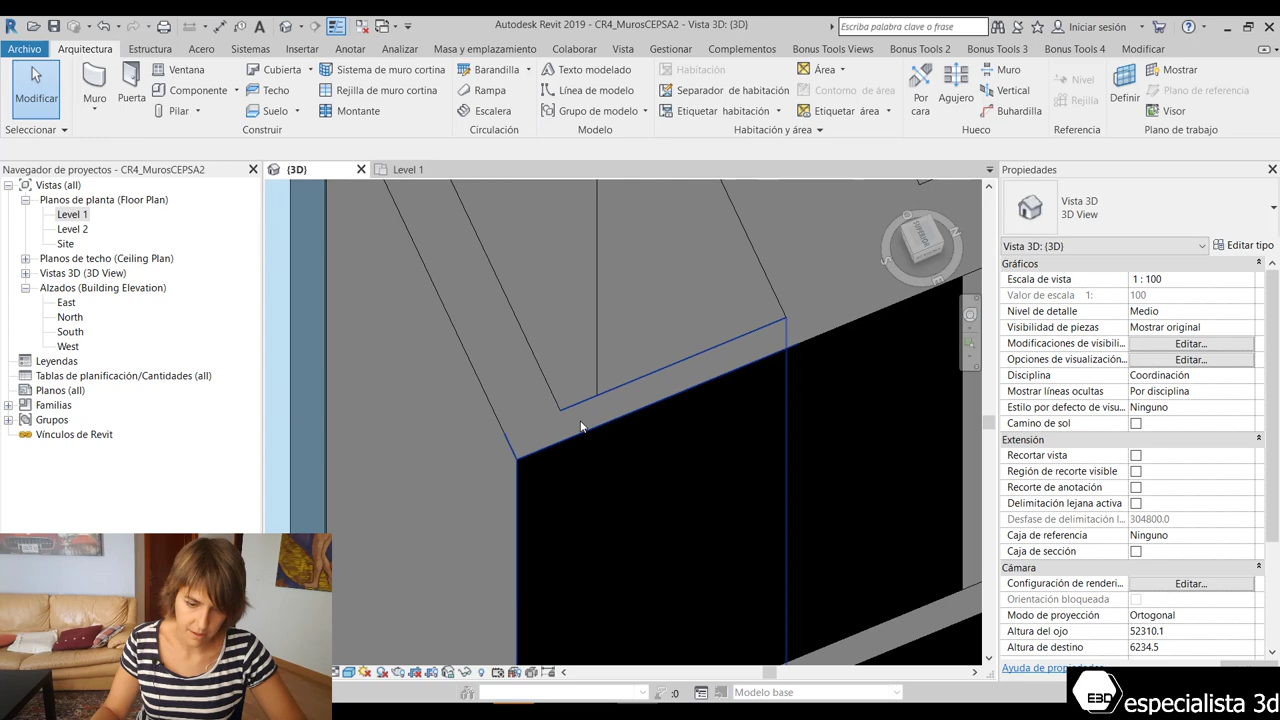 Autodesk Revit 2019 - CR4_MurosCEPSA2 - Vista 3D: {3D}
Escriba palabra clave o frase
Iniciar sesión
Archivo Arquitectura Estructura Acero Sistemas Insertar Anotar Analizar Masa y emplazamiento Colaborar Vista Gestionar Complementos Bonus Tools Views Bonus Tools 2 Bonus Tools 3 Bonus Tools 4 Modificar
Modificar
Muro
Puerta
Ventana
Componente
Pilar
Cubierta
Techo
Suelo
Sistema de muro cortina
Rejilla de muro cortina
Montante
Barandilla
Rampa
Escalera
Texto modelado
Línea de modelo
Grupo de modelo
Habitación
Separador de habitación
Etiquetar habitación
Área
Contorno de área
Etiquetar área
Por cara
Agujero
Muro
Vertical
Buhardilla
Nivel
Rejilla
Definir
Mostrar
Plano de referencia
Visor
Seleccionar Construir Circulación Modelo Habitación y área Hueco Referencia Plano de trabajo
Navegador de proyectos - CR4_MurosCEPSA2
Vistas (all)
Planos de planta (Floor Plan)
Level 1
Level 2
Site
Planos de techo (Ceiling Plan)
Vistas 3D (3D View)
Alzados (Building Elevation)
East
North
South
West
Leyendas
Tablas de planificación/Cantidades (all)
Planos (all)
Familias
Grupos
Vínculos de Revit
{3D}
Level 1
SUPERIOR
O
N
S
E
:0
Modelo base
Propiedades
Vista 3D
3D View
Vista 3D: {3D}
Editar tipo
Gráficos
Escala de vista 1 : 100
Valor de escala 1: 100
Nivel de detalle Medio
Visibilidad de piezas Mostrar original
Modificaciones de visibili... Editar...
Opciones de visualización... Editar...
Disciplina Coordinación
Mostrar líneas ocultas Por disciplina
Estilo por defecto de visu... Ninguno
Camino de sol
Extensión
Recortar vista
Región de recorte visible
Recorte de anotación
Delimitación lejana activa
Desfase de delimitación l... 304800.0
Caja de referencia Ninguno
Caja de sección
Cámara
Configuración de renderi... Editar...
Orientación bloqueada
Modo de proyección Ortogonal
Altura del ojo 52310.1
Altura de destino 6234.5
E3D
especialista 3d